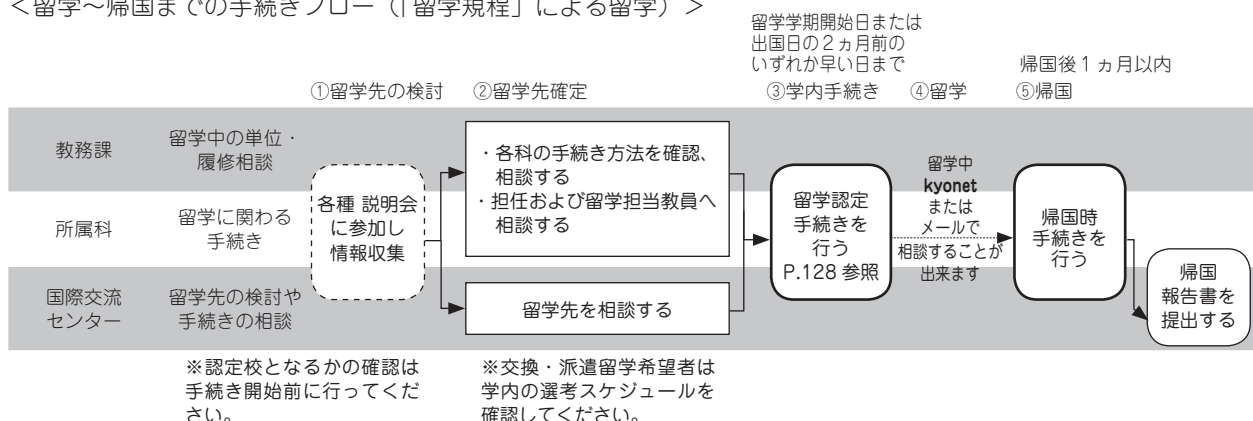 <留学~帰国までの手続きフロー(「留学規程」による留学)>
留学学期開始日または
出国日の2ヵ月前の
いずれか早い日まで
帰国後1ヵ月以内
①留学先の検討
②留学先確定
③学内手続き
④留学
⑤帰国
教務課
留学中の単位・
履修相談
所属科
留学に関わる
手続き
国際交流
センター
留学先の検討や
手続きの相談
各種 説明会
に参加し
情報収集
・各科の手続き方法を確認、
相談する
・担任および留学担当教員へ
相談する
留学先を相談する
留学認定
手続きを
行う
P.128 参照
留学中
kyonet
または
メールで
相談することが
出来ます
帰国時
手続きを
行う
帰国
報告書を
提出する
※認定校となるかの確認は
手続き開始前に行ってくだ
さい。
※交換・派遣留学希望者は
学内の選考スケジュールを
確認してください。